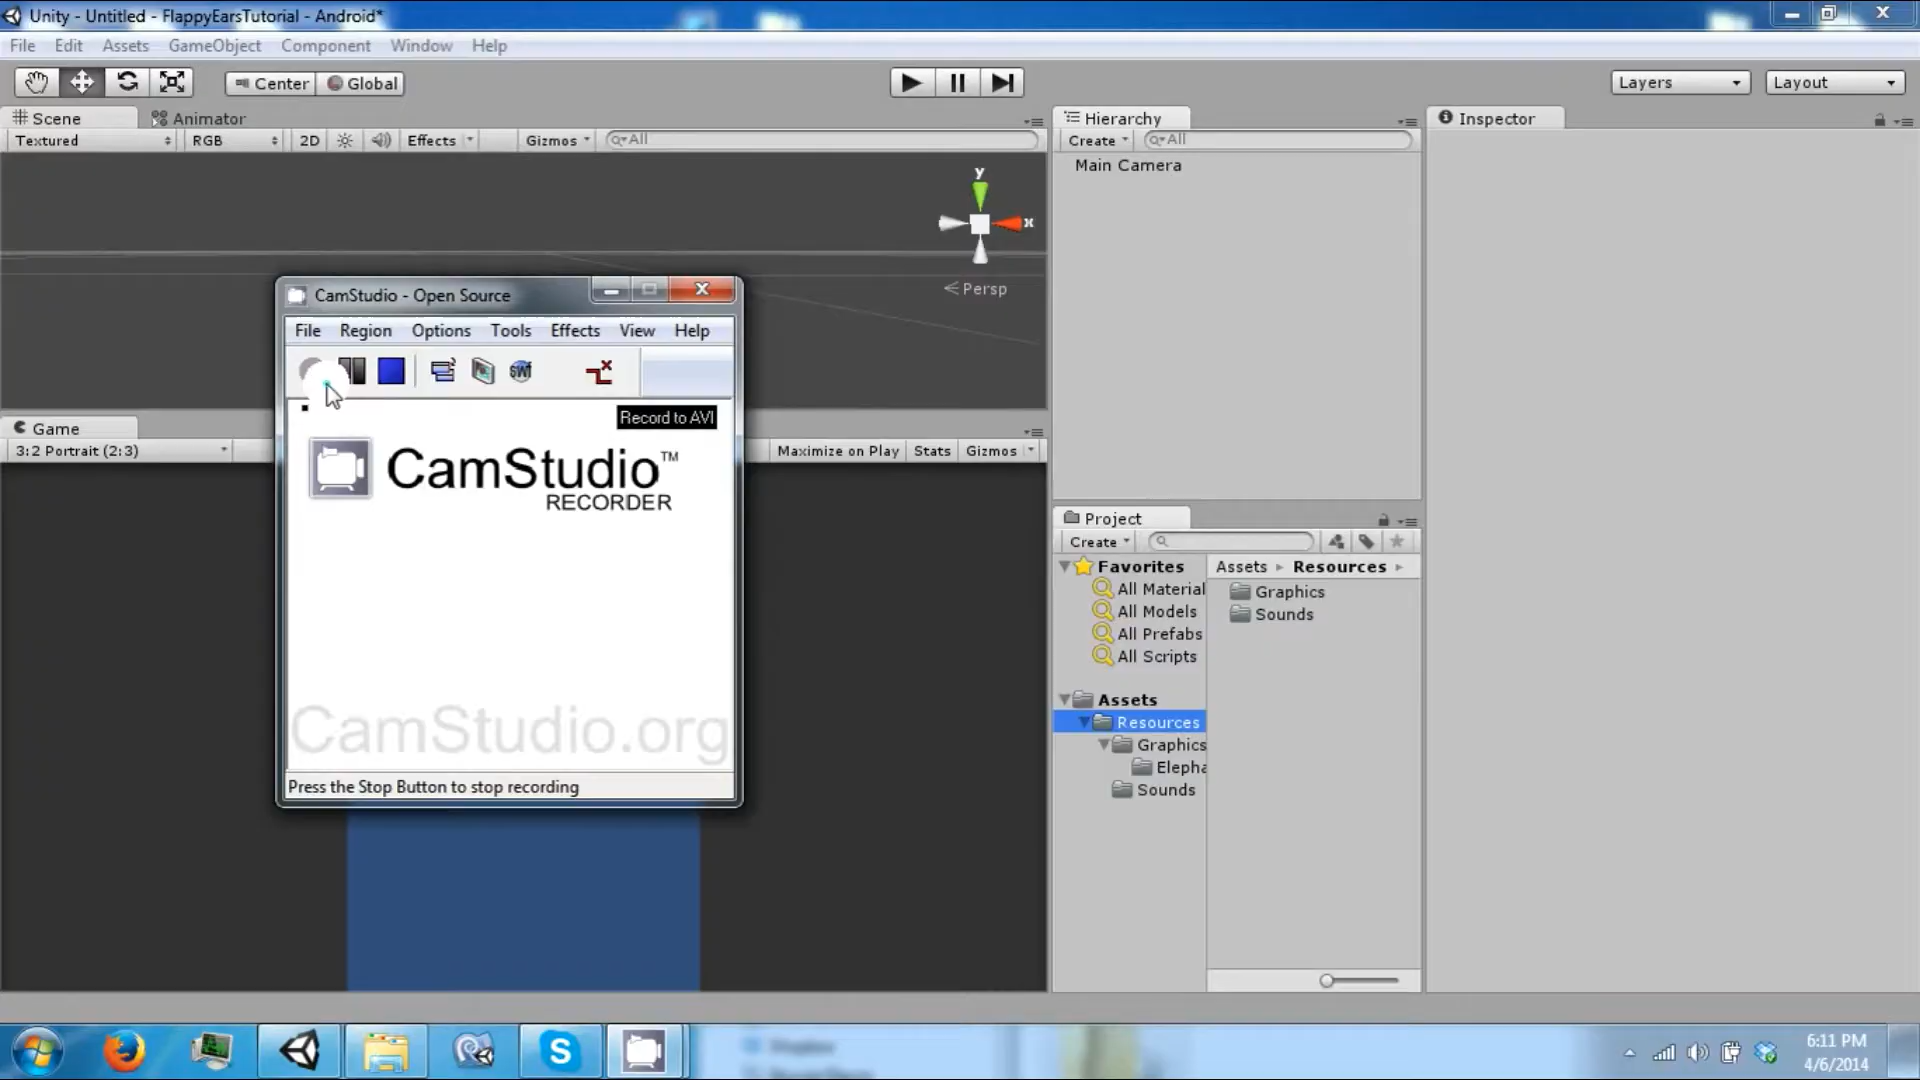 Unity - Untitled - FlappyEarsTutorial - Android*
File Edit Assets GameObject Component Window Help
Center Global
Layers Layout
Scene Animator
Textured RGB 2D Effects Gizmos All
y
x
Persp
Hierarchy
Create All
Main Camera
Inspector
CamStudio - Open Source
File Region Options Tools Effects View Help
SWf
Record to AVI
CamStudio™
RECORDER
CamStudio.org
Press the Stop Button to stop recording
Game
3:2 Portrait (2:3) Maximize on Play Stats Gizmos
Project
Create
Favorites
All Material
All Models
All Prefabs
All Scripts
Assets
Resources
Graphics
Elepha
Sounds
Assets Resources
Graphics
Sounds
S
6:11 PM
4/6/2014